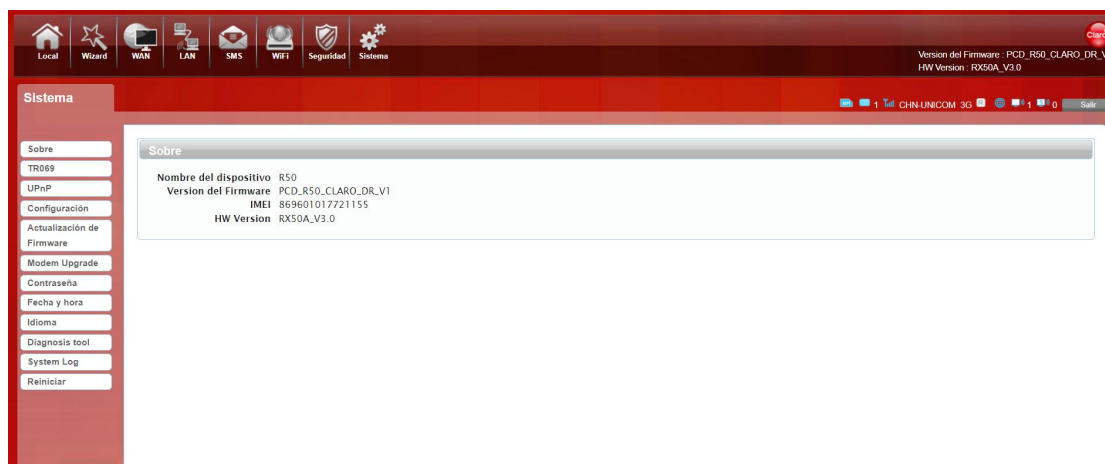 Local Wizard WAN LAN SMS WiFi Seguridad Sistema
Claro
Version del Firmware : PCD_R50_CLARO_DR_V
HW Version : RX50A_V3.0
Sistema
1 CHN-UNICOM 3G R 1 0 Salir
Sobre
TR069
UPnP
Configuración
Actualización de
Firmware
Modem Upgrade
Contraseña
Fecha y hora
Idioma
Diagnosis tool
System Log
Reiniciar
Sobre
Nombre del dispositivo R50
Version del Firmware PCD_R50_CLARO_DR_V1
IMEI 869601017721155
HW Version RX50A_V3.0